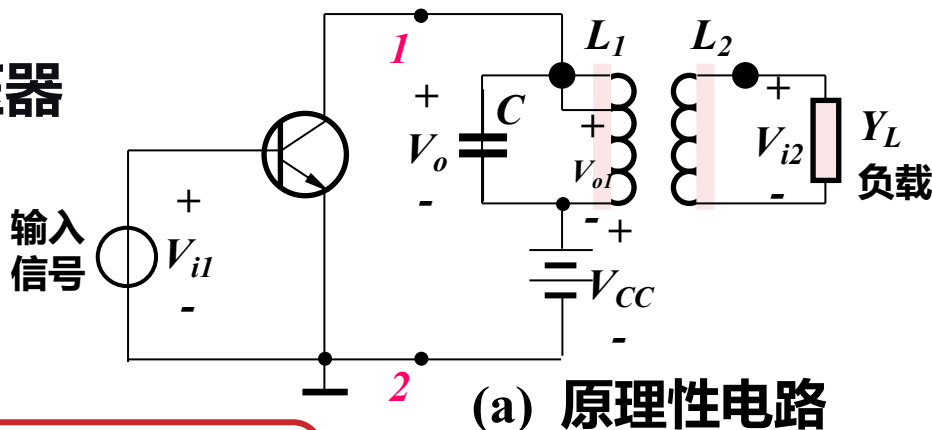 器
1
L1
L2
+
C
Vo
-
+
Vo1
-
+
Vi2
-
YL
负载
输入
信号
+
Vi1
-
+
VCC
-
2
(a) 原理性电路